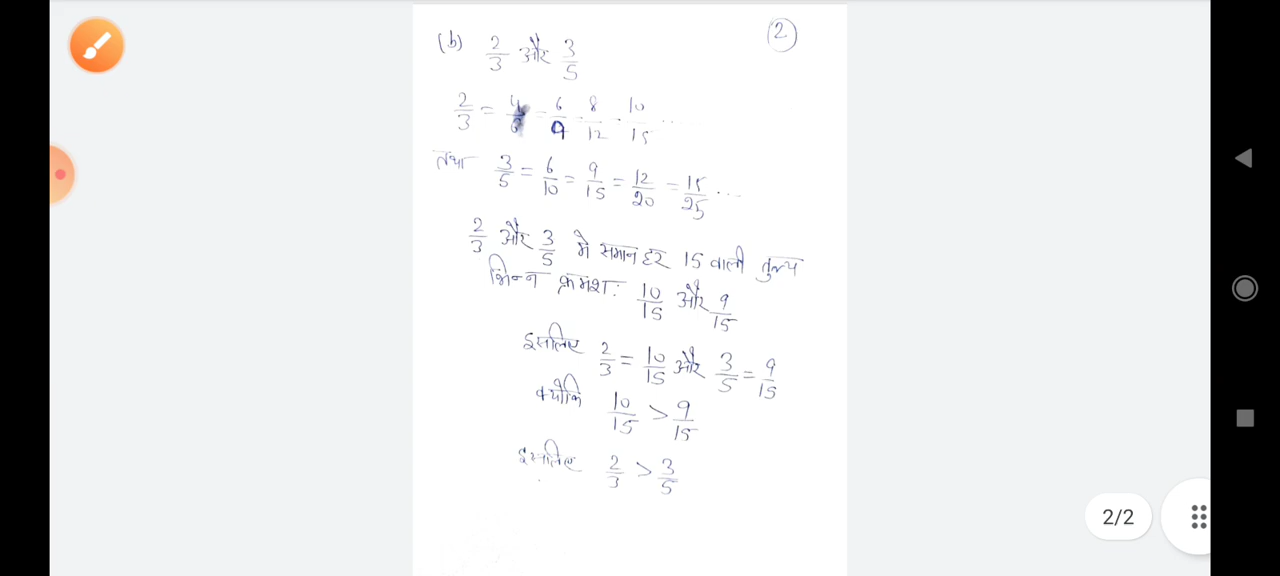 (2)
(b) 2/3 और 3/5
2/3 = 4/6 = 6/9 = 8/12 = 10/15 .....
तथा 3/5 = 6/10 = 9/15 = 12/20 = 15/25 ...
2/3 और 3/5 मे समान हर 15 वाली तुल्य
भिन्न क्रमश: 10/15 और 9/15
इसलिए 2/3 = 10/15 और 3/5 = 9/15
क्योकि 10/15 > 9/15
इसलिए 2/3 > 3/5
2/2